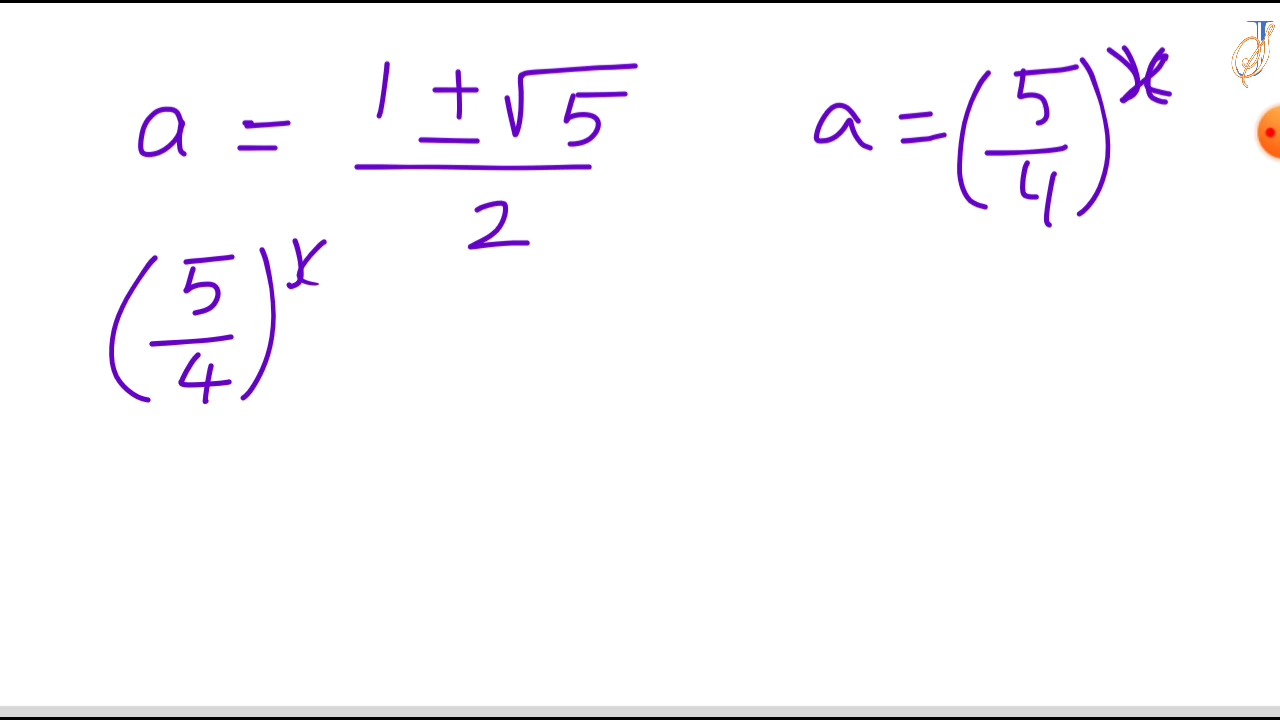 a = (1 ± √5)/2
a = (5/4)^x
(5/4)^x